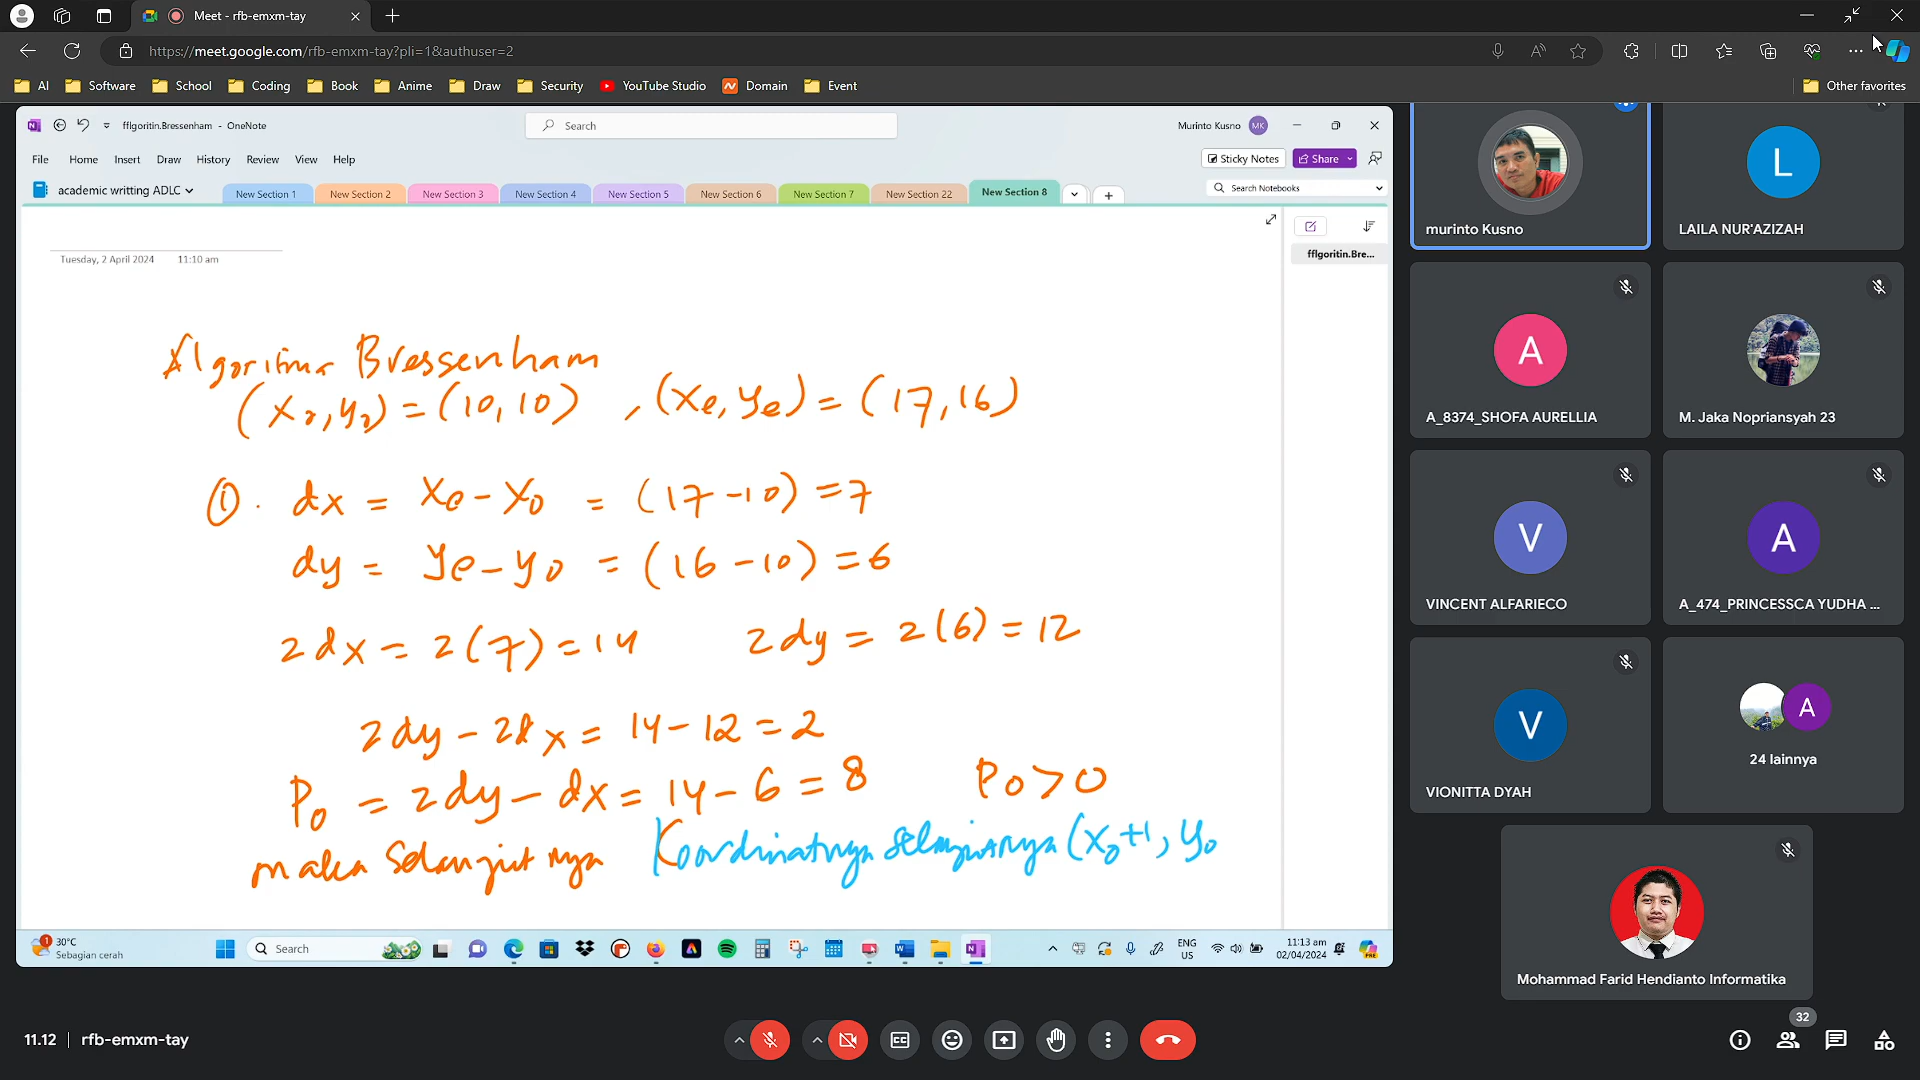 Meet - rfb-emxm-tay
https://meet.google.com/rfb-emxm-tay?pli=1&authuser=2
AI Software School Coding Book Anime Draw Security YouTube Studio Domain Event Other favorites
fflgoritin.Bressenham - OneNote
Search
Murinto Kusno MK
File Home Insert Draw History Review View Help
Sticky Notes Share
academic writting ADLC
New Section 1 New Section 2 New Section 3 New Section 4 New Section 5 New Section 6 New Section 7 New Section 22 New Section 8
Search Notebooks
fflgoritin.Bre...
Tuesday, 2 April 2024 11:10 am
Algoritma Bressenham
(x₀, y₀) = (10, 10) , (xe, ye) = (17, 16)
①. dx = xe - x₀ = (17 - 10) = 7
dy = ye - y₀ = (16 - 10) = 6
2dx = 2(7) = 14 2dy = 2(6) = 12
2dy - 2dx = 14 - 12 = 2
P₀ = 2dy - dx = 14 - 6 = 8 P₀ > 0
maka selanjutnya Koordinatnya selanjutnya (x₀+1, y₀
30°C
Sebagian cerah
1
Search
ENG
US
11:13 am
02/04/2024
PRE
murinto Kusno
L
LAILA NUR'AZIZAH
A
A_8374_SHOFA AURELLIA
M. Jaka Nopriansyah 23
V
VINCENT ALFARIECO
A
A_474_PRINCESSCA YUDHA ...
V
VIONITTA DYAH
A
24 lainnya
Mohammad Farid Hendianto Informatika
11.12 | rfb-emxm-tay
32